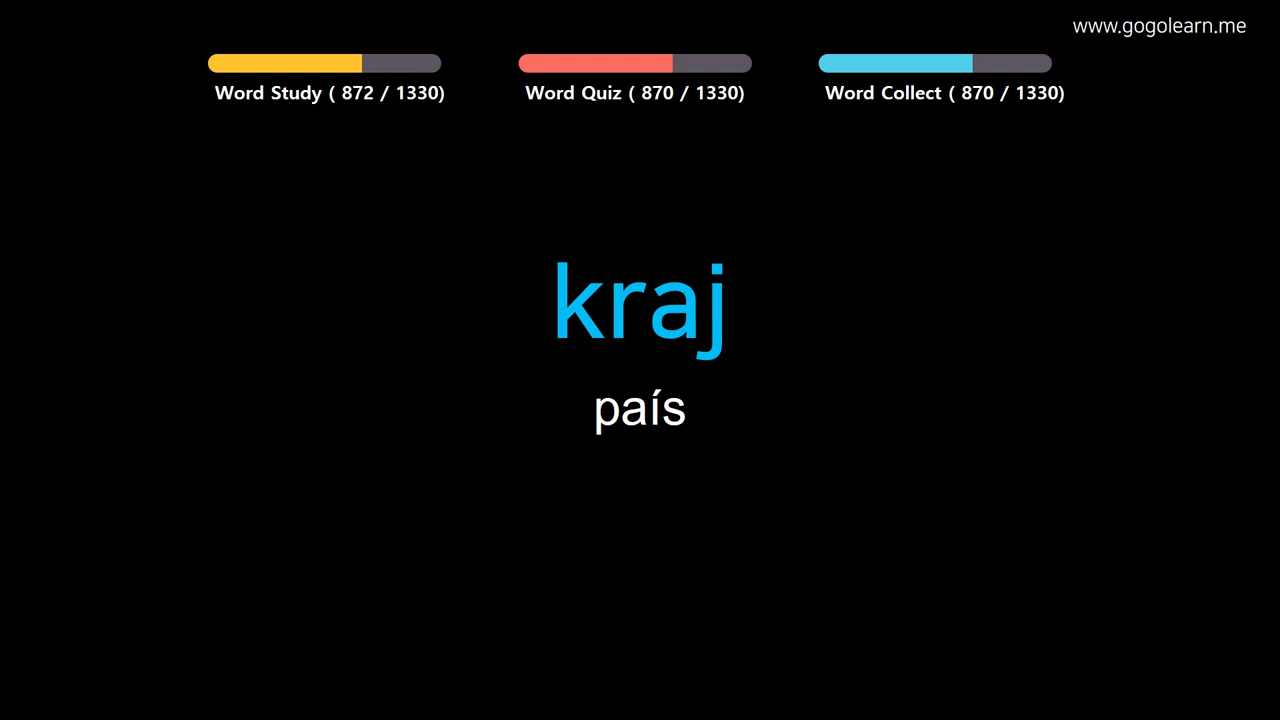 www.gogolearn.me
Word Study ( 872 / 1330)
Word Quiz ( 870 / 1330)
Word Collect ( 870 / 1330)
kraj
país